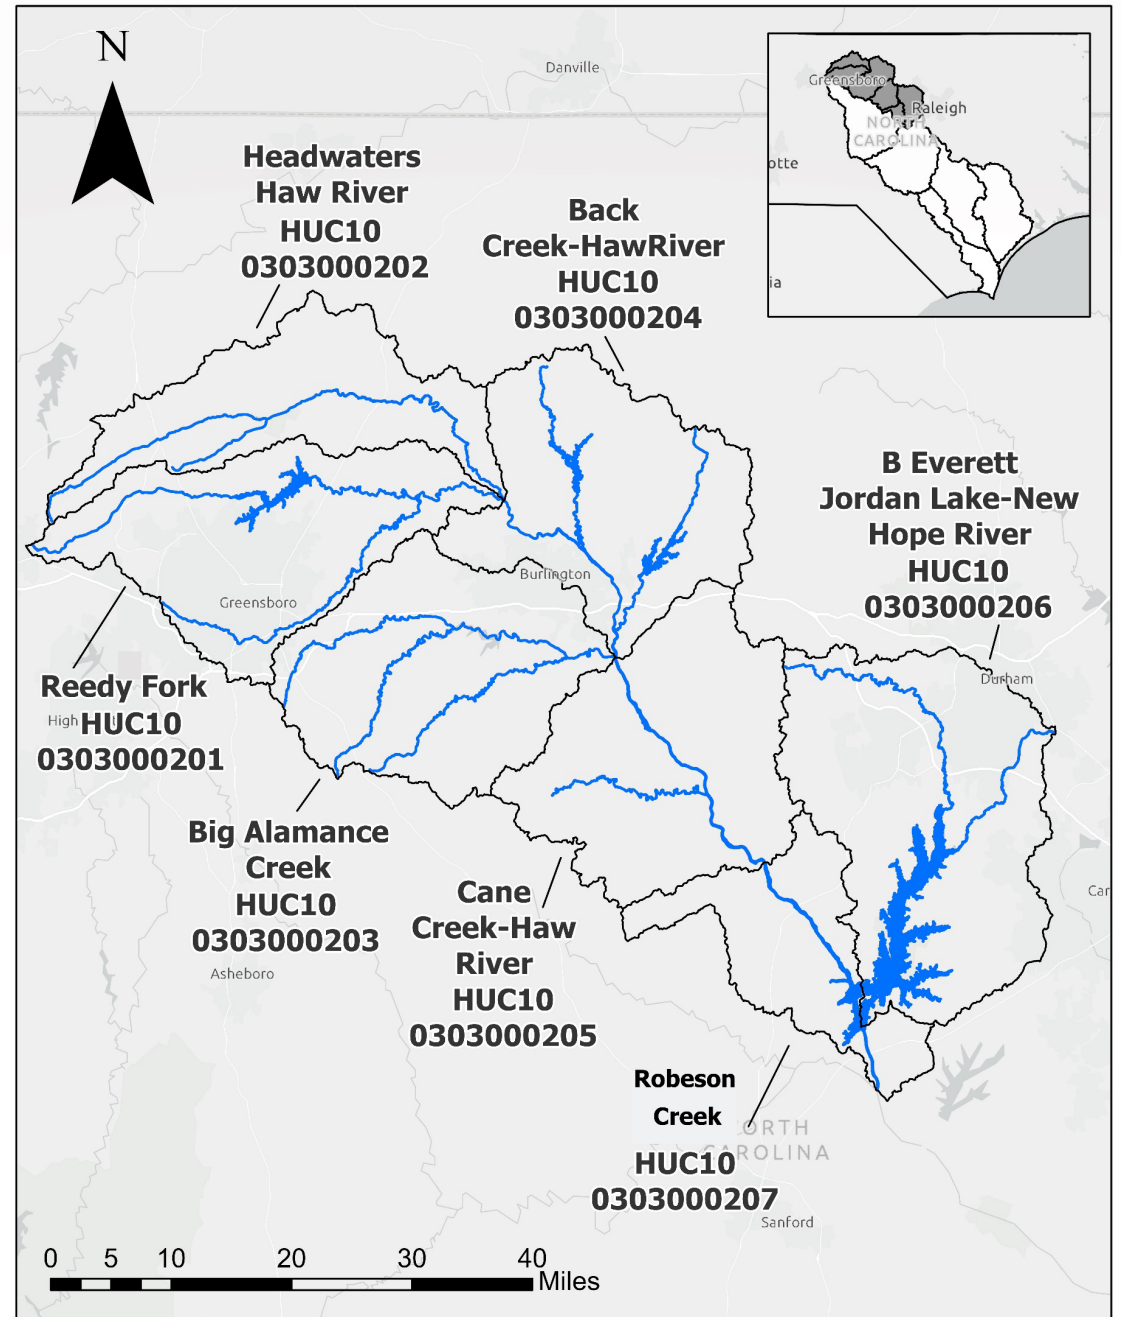 N
Danville
Greensboro
Raleigh
NORTH
CAROLINA
otte
ia
Headwaters
Haw River
HUC10
0303000202
Back
Creek-HawRiver
HUC10
0303000204
B Everett
Jordan Lake-New
Hope River
HUC10
0303000206
Burlington
Greensboro
Durham
Reedy Fork
High
HUC10
0303000201
Big Alamance
Creek
HUC10
0303000203
Cane
Creek-Haw
River
HUC10
0303000205
Car
Asheboro
Robeson
Creek
ORTH
CAROLINA
HUC10
0303000207
Sanford
0 5 10 20 30 40
Miles